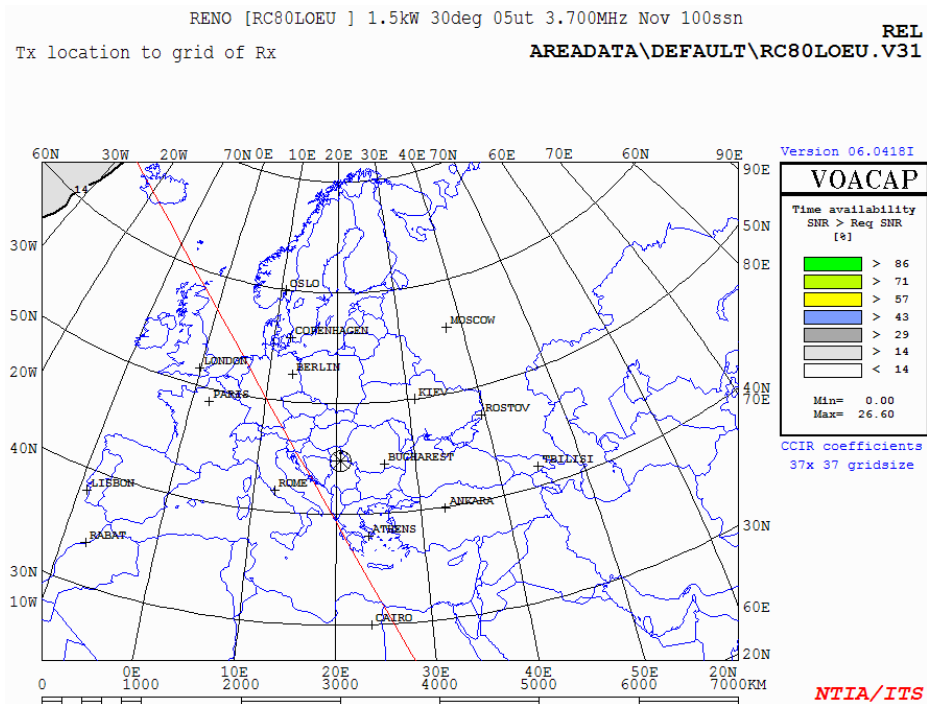 RENO [RC80LOEU ] 1.5kW 30deg 05ut 3.700MHz Nov 100ssn
REL
Tx location to grid of Rx
AREADATA\DEFAULT\RC80LOEU.V31
60N 30W 20W 70N 0E 10E 20E 30E 40E 70N 60E 70E 60N 90E
Version 06.0418I
VOACAP
Time availability
SNR > Req SNR
[%]
> 86
> 71
> 57
> 43
> 29
> 14
< 14
Min= 0.00
Max= 26.60
CCIR coefficients
37x 37 gridsize
14
90E
30W
50N
80E
50N
20W
40N
70E
40N
30N
30N
10W
60E
20N
OSLO
MOSCOW
COPENHAGEN
LONDON
BERLIN
PARIS
KIEV
ROSTOV
BUCHAREST
TBILISI
LISBON
ROME
ANKARA
RABAT
ATHENS
CAIRO
0E 10E 20E 30E 40E 50E
0 1000 2000 3000 4000 5000 6000 7000KM
NTIA/ITS